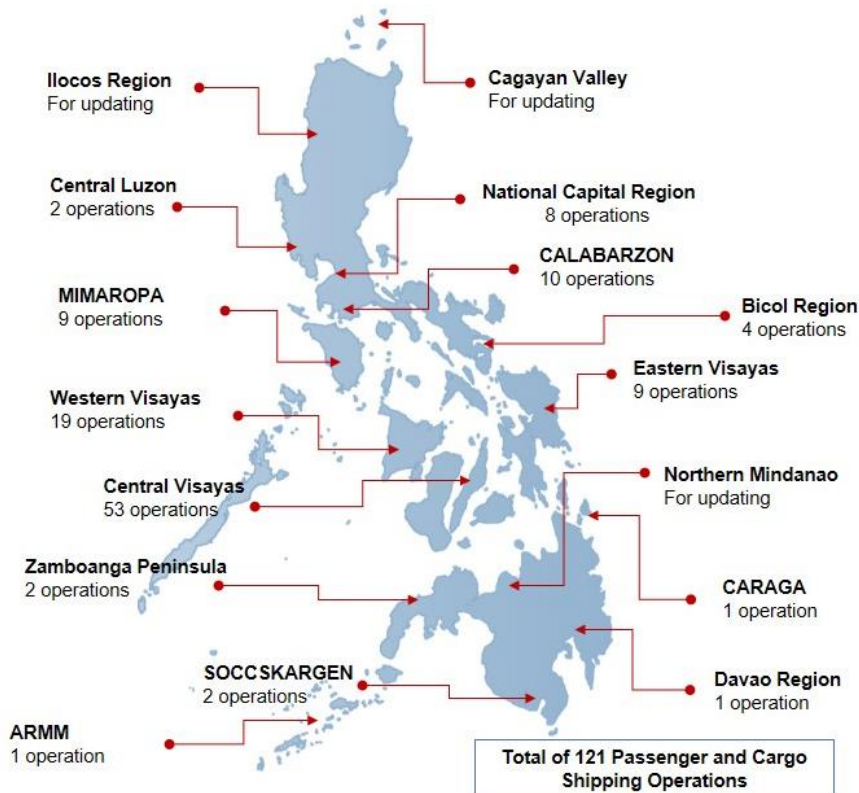 Ilocos Region
For updating
Cagayan Valley
For updating
Central Luzon
2 operations
National Capital Region
8 operations
CALABARZON
10 operations
MIMAROPA
9 operations
Bicol Region
4 operations
Eastern Visayas
9 operations
Western Visayas
19 operations
Northern Mindanao
For updating
Central Visayas
53 operations
Zamboanga Peninsula
2 operations
CARAGA
1 operation
SOCCSKARGEN
2 operations
Davao Region
1 operation
ARMM
1 operation
Total of 121 Passenger and Cargo
Shipping Operations